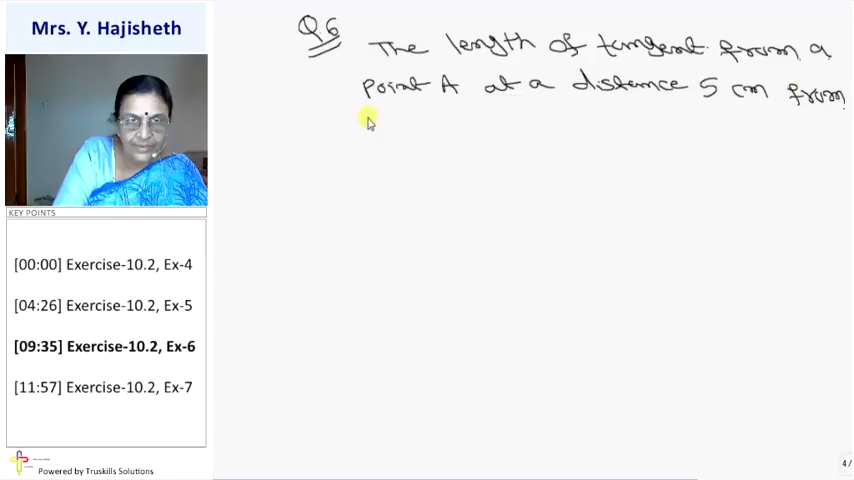 Mrs. Y. Hajisheth
Q6
The length of tangent from a
point A at a distance 5 cm from
KEY POINTS
[00:00] Exercise-10.2, Ex-4
[04:26] Exercise-10.2, Ex-5
[09:35] Exercise-10.2, Ex-6
[11:57] Exercise-10.2, Ex-7
Powered by Truskills Solutions
4/